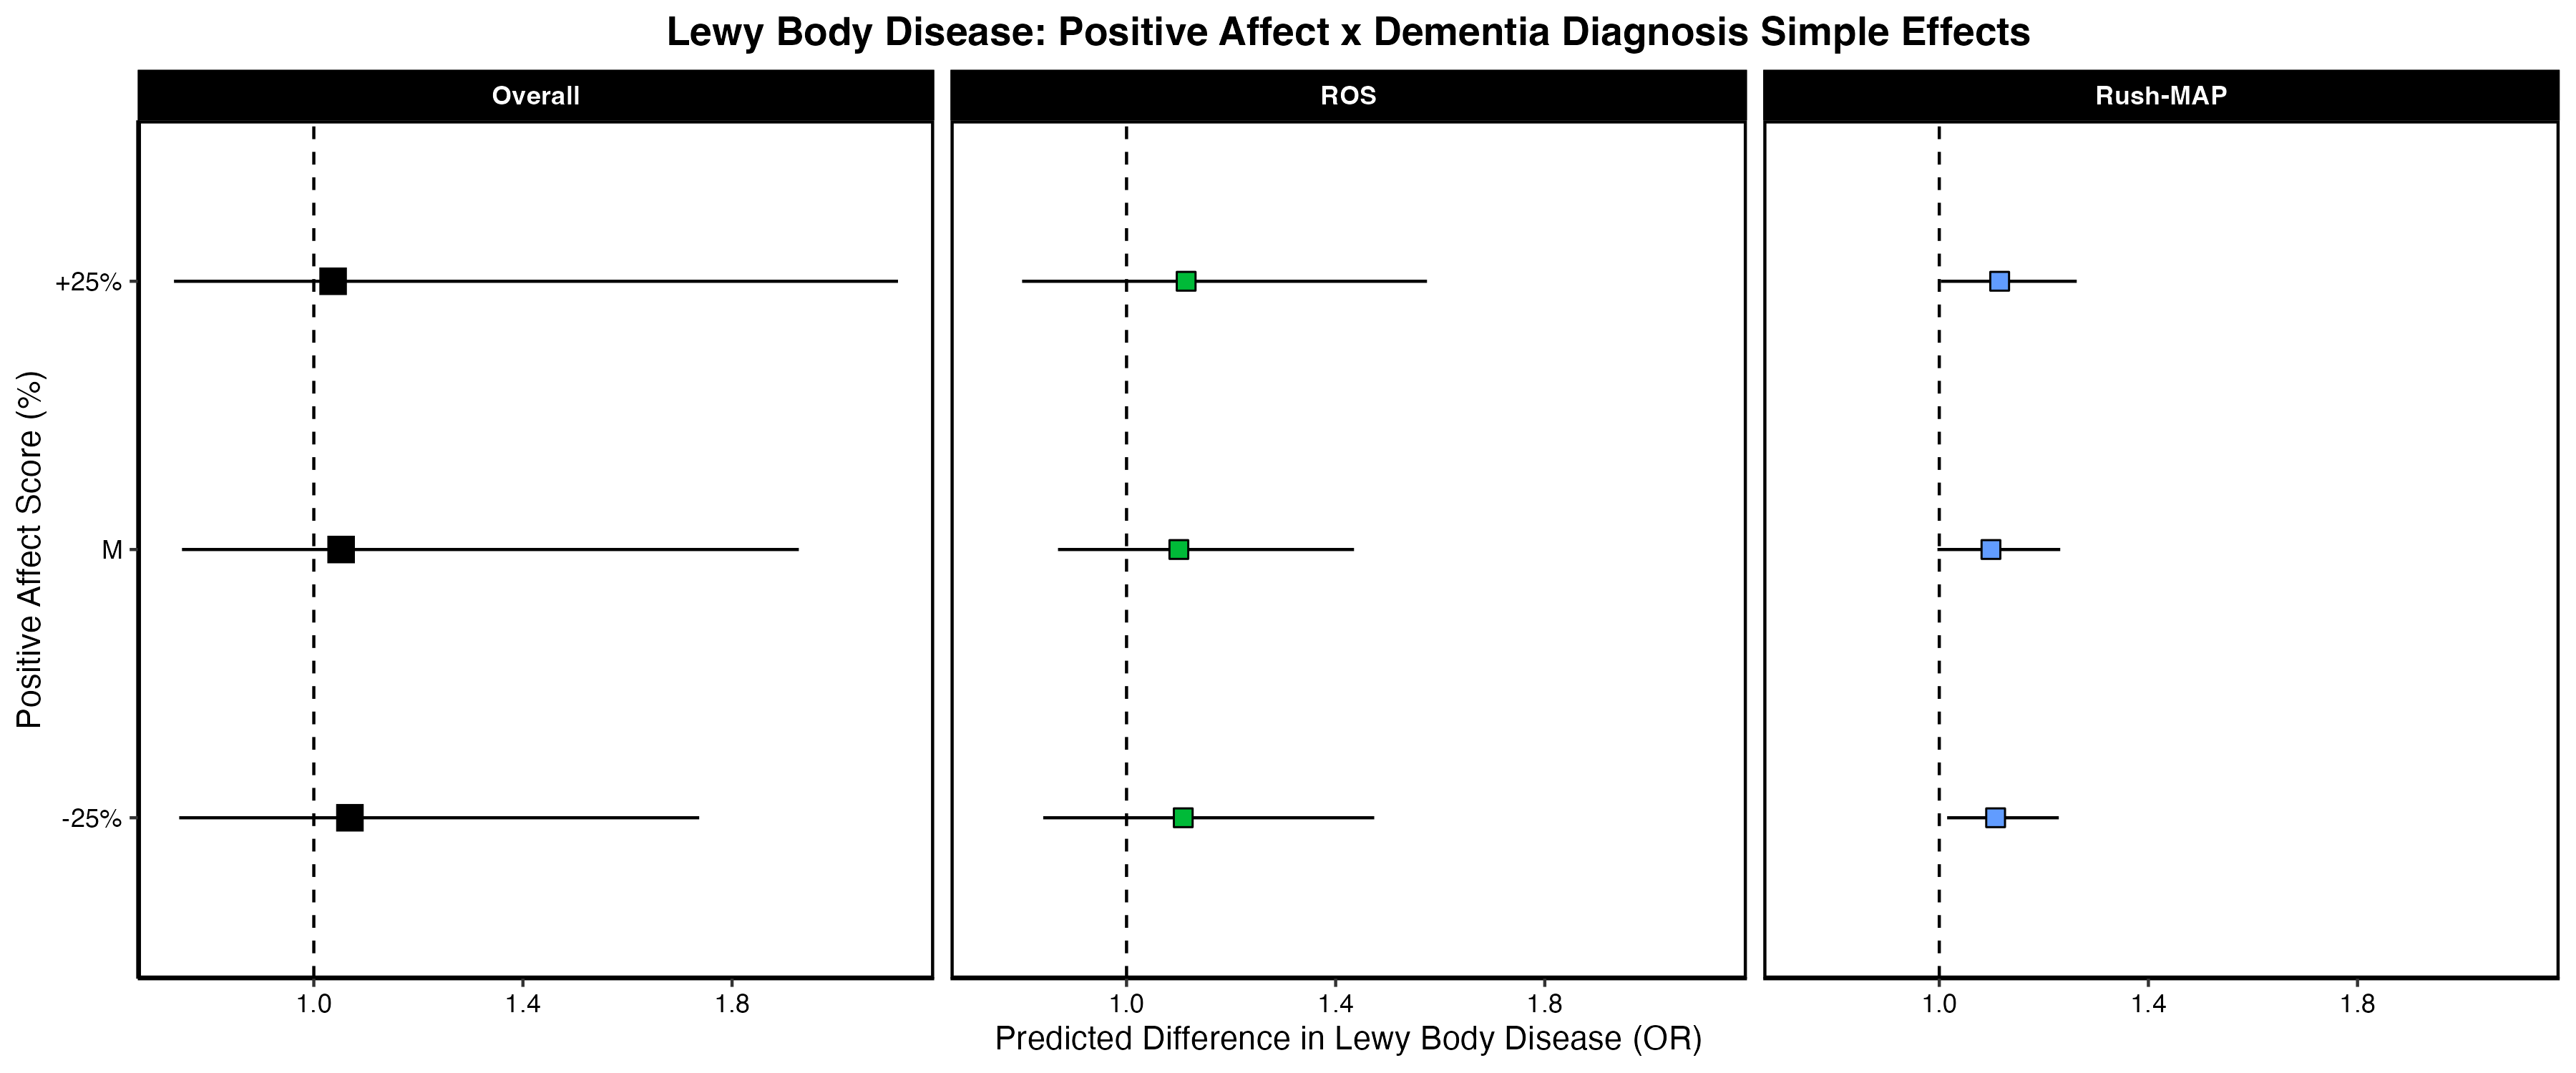 Lewy Body Disease: Positive Affect x Dementia Diagnosis Simple Effects
Overall
ROS
Rush-MAP
Positive Affect Score (%)
+25%
M
-25%
1.0
1.4
1.8
1.0
1.4
1.8
1.0
1.4
1.8
Predicted Difference in Lewy Body Disease (OR)